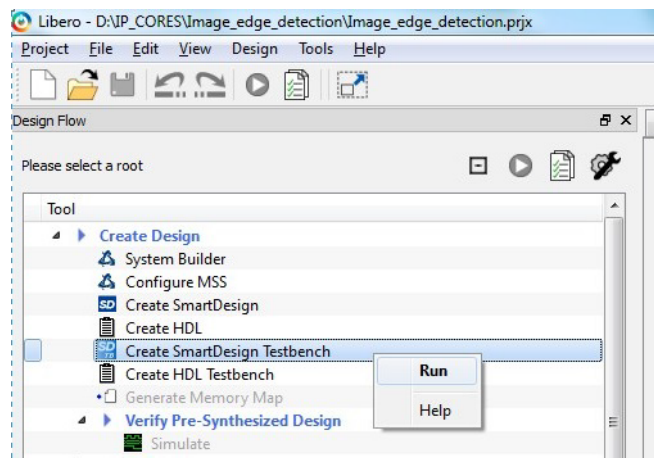 Libero - D:\IP_CORES\Image_edge_detection\Image_edge_detection.prjx
Project File Edit View Design Tools Help
Design Flow
Please select a root
Tool
Create Design
System Builder
Configure MSS
SD Create SmartDesign
Create HDL
SD TB Create SmartDesign Testbench
Run
Create HDL Testbench
Help
Generate Memory Map
Verify Pre-Synthesized Design
Simulate